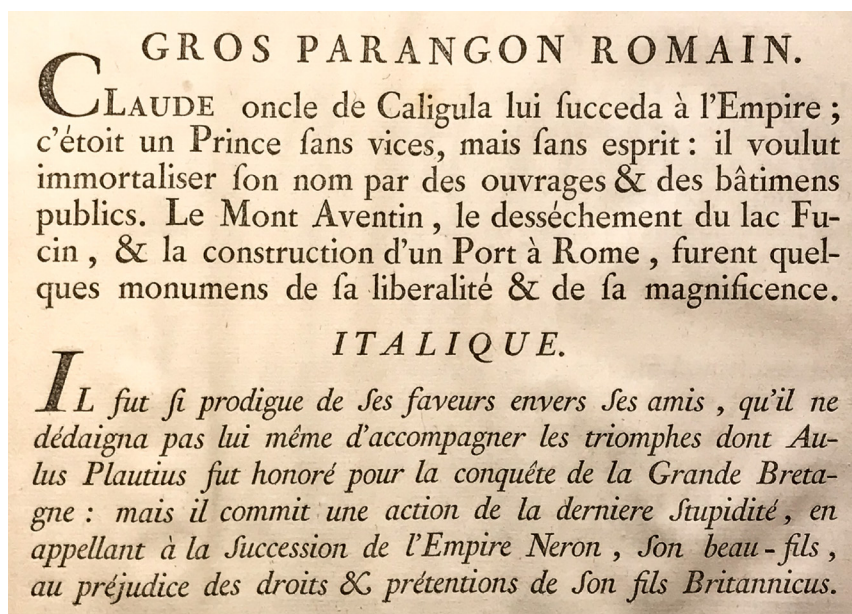 GROS PARANGON ROMAIN.
CLAUDE oncle de Caligula lui ſucceda à l'Empire ;
c'étoit un Prince ſans vices, mais ſans esprit : il voulut
immortaliser ſon nom par des ouvrages & des bâtimens
publics. Le Mont Aventin , le desséchement du lac Fu-
cin , & la construction d'un Port à Rome , furent quel-
ques monumens de ſa liberalité & de ſa magnificence.
ITALIQUE.
IL fut ſi prodigue de ſes faveurs envers ſes amis , qu'il ne
dédaigna pas lui même d'accompagner les triomphes dont Au-
lus Plautius fut honoré pour la conquête de la Grande Breta-
gne : mais il commit une action de la derniere ſtupidité , en
appellant à la ſuccession de l'Empire Neron , ſon beau-fils ,
au préjudice des droits & prétentions de ſon fils Britannicus.